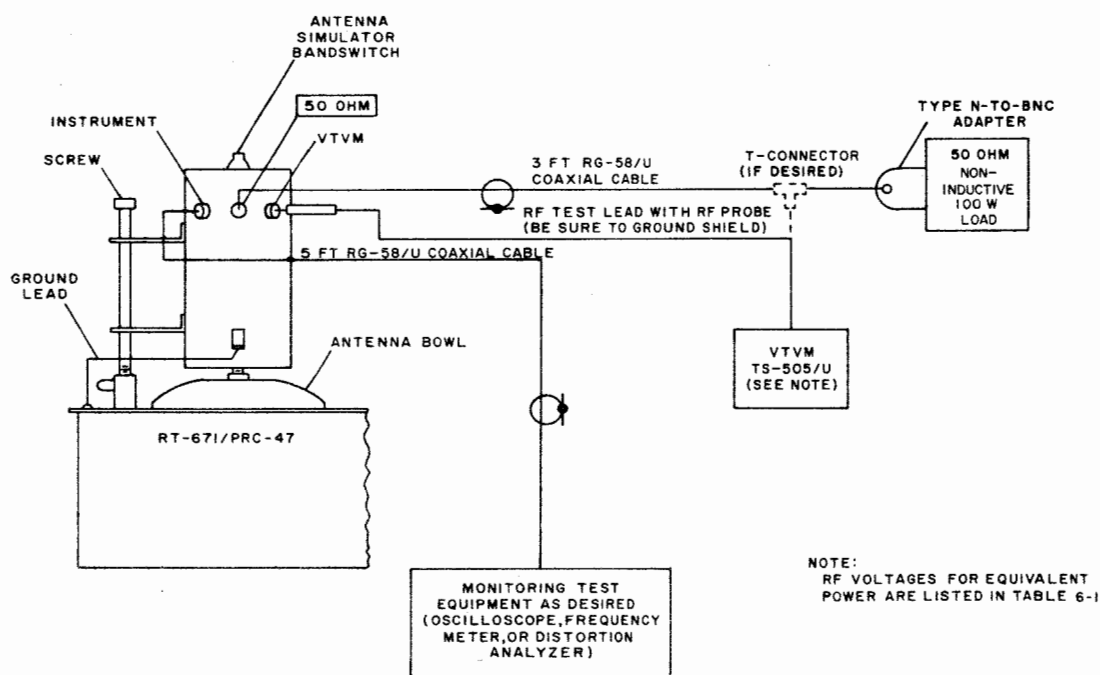 ANTENNA
SIMULATOR
BANDSWITCH
50 OHM
INSTRUMENT
VTVM
SCREW
TYPE N-TO-BNC
ADAPTER
3 FT RG-58/U
COAXIAL CABLE
T-CONNECTOR
(IF DESIRED)
50 OHM
NON-
INDUCTIVE
100 W
LOAD
RF TEST LEAD WITH RF PROBE
(BE SURE TO GROUND SHIELD)
5 FT RG-58/U COAXIAL CABLE
GROUND
LEAD
ANTENNA BOWL
VTVM
TS-505/U
(SEE NOTE)
RT-671/PRC-47
NOTE:
RF VOLTAGES FOR EQUIVALENT
POWER ARE LISTED IN TABLE 6-1
MONITORING TEST
EQUIPMENT AS DESIRED
(OSCILLOSCOPE,FREQUENCY
METER,OR DISTORTION
ANALYZER)